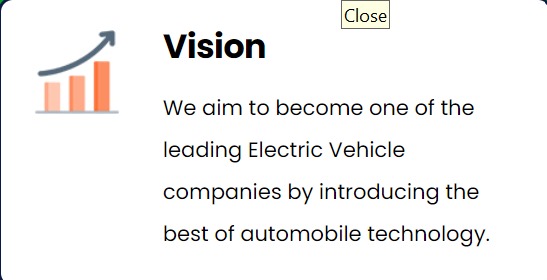 Close
Vision
We aim to become one of the
leading Electric Vehicle
companies by introducing the
best of automobile technology.